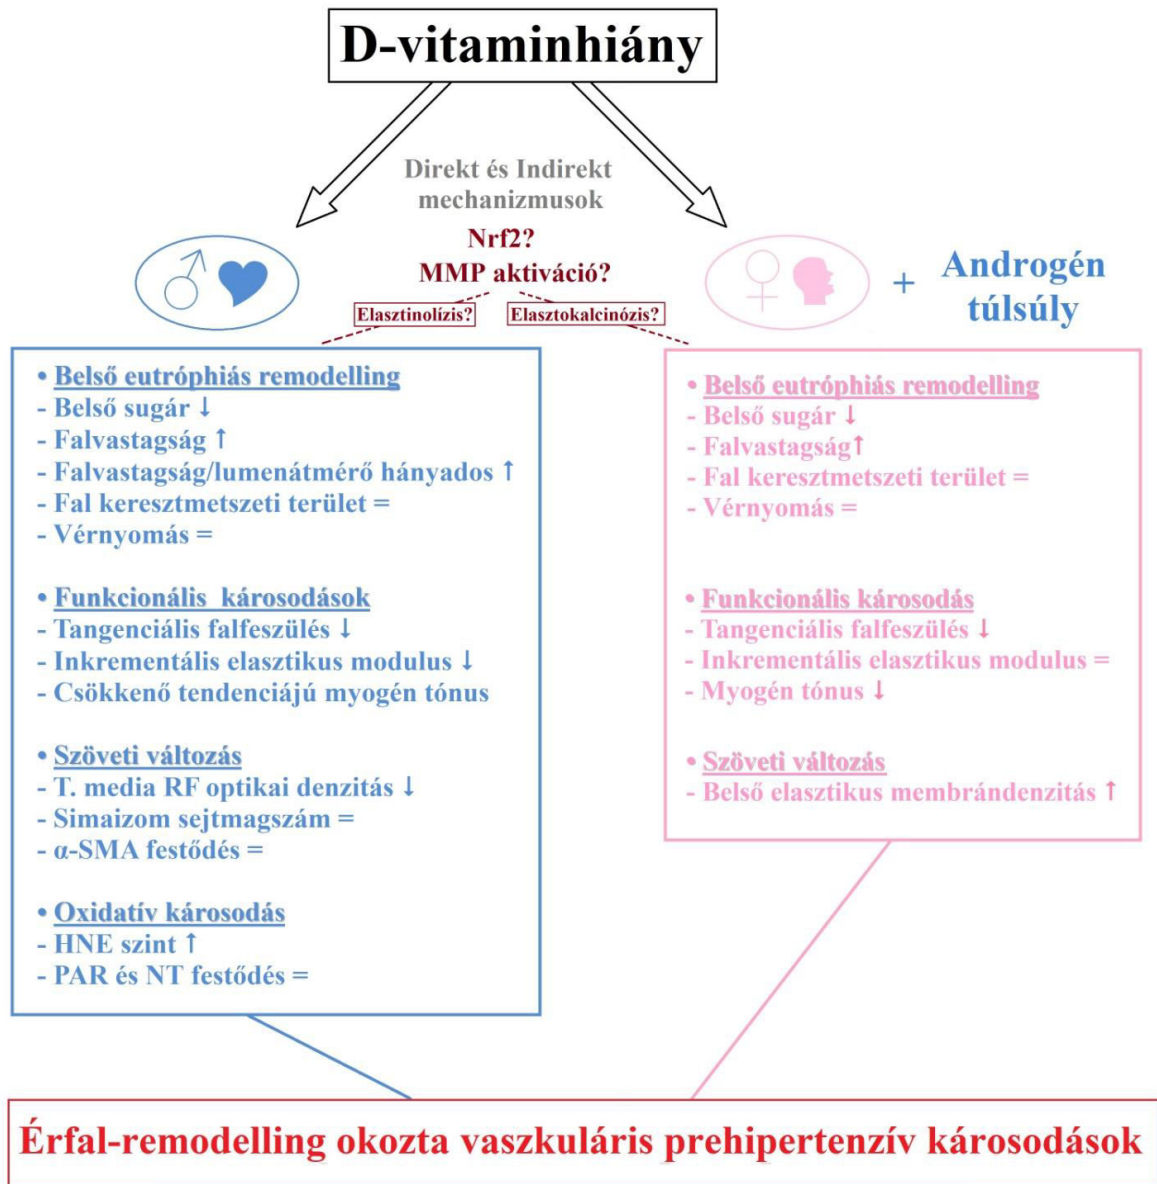 D-vitaminhiány
Direkt és Indirekt
mechanizmusok
Nrf2?
MMP aktiváció?
Elasztinolízis?
Elasztokalcinózis?
+
Androgén
túlsúly
• Belső eutróphiás remodelling
- Belső sugár ↓
- Falvastagság ↑
- Falvastagság/lumenátmérő hányados ↑
- Fal keresztmetszeti terület =
- Vérnyomás =
• Funkcionális károsodások
- Tangenciális falfeszülés ↓
- Inkrementális elasztikus modulus ↓
- Csökkenő tendenciájú myogén tónus
• Szöveti változás
- T. media RF optikai denzitás ↓
- Simaizom sejtmagszám =
- α-SMA festődés =
• Oxidatív károsodás
- HNE szint ↑
- PAR és NT festődés =
• Belső eutróphiás remodelling
- Belső sugár ↓
- Falvastagság↑
- Fal keresztmetszeti terület =
- Vérnyomás =
• Funkcionális károsodás
- Tangenciális falfeszülés ↓
- Inkrementális elasztikus modulus =
- Myogén tónus ↓
• Szöveti változás
- Belső elasztikus membrándenzitás ↑
Érfal-remodelling okozta vaszkuláris prehipertenzív károsodások